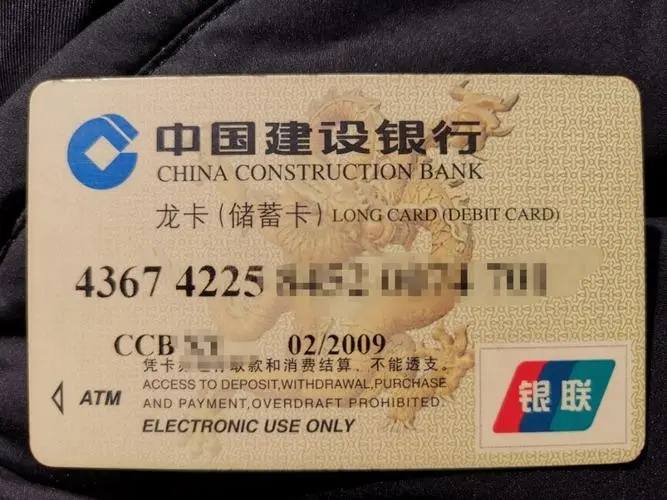 中国建设银行
CHINA CONSTRUCTION BANK
龙卡(储蓄卡) LONG CARD (DEBIT CARD)
4367 4225
CCB 02/2009
凭卡 取款和消费结算、不能透支。
ACCESS TO DEPOSIT,WITHDRAWAL,PURCHASE
ATM AND PAYMENT,OVERDRAFT PROHIBITED.
ELECTRONIC USE ONLY
银联